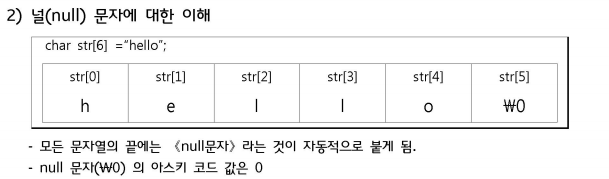 2) 널(null) 문자에 대한 이해
char str[6] ="hello";
str[0] str[1] str[2] str[3] str[4] str[5]
h e l l o ₩0
- 모든 문자열의 끝에는 《null문자》라는 것이 자동적으로 붙게 됨.
- null 문자(₩0) 의 아스키 코드 값은 0